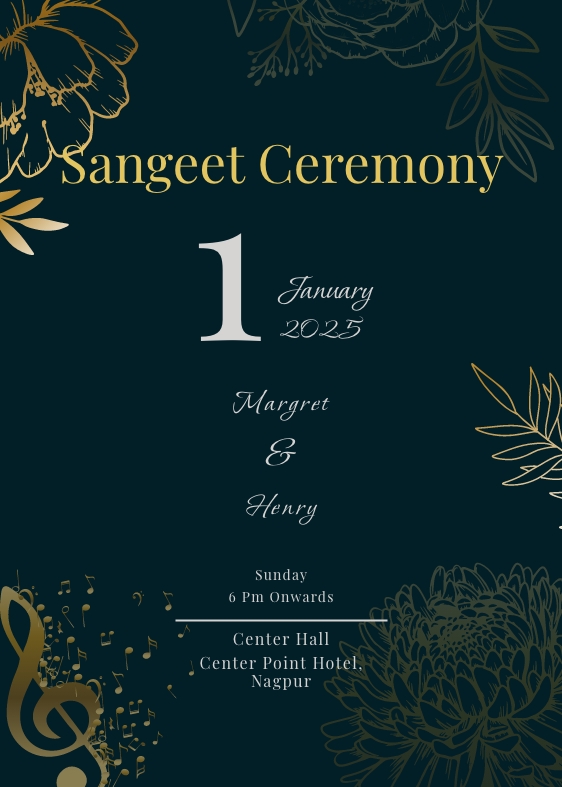 Sangeet Ceremony
1
January
2025
Margret
&
Henry
Sunday
6 Pm Onwards
Center Hall
Center Point Hotel,
Nagpur